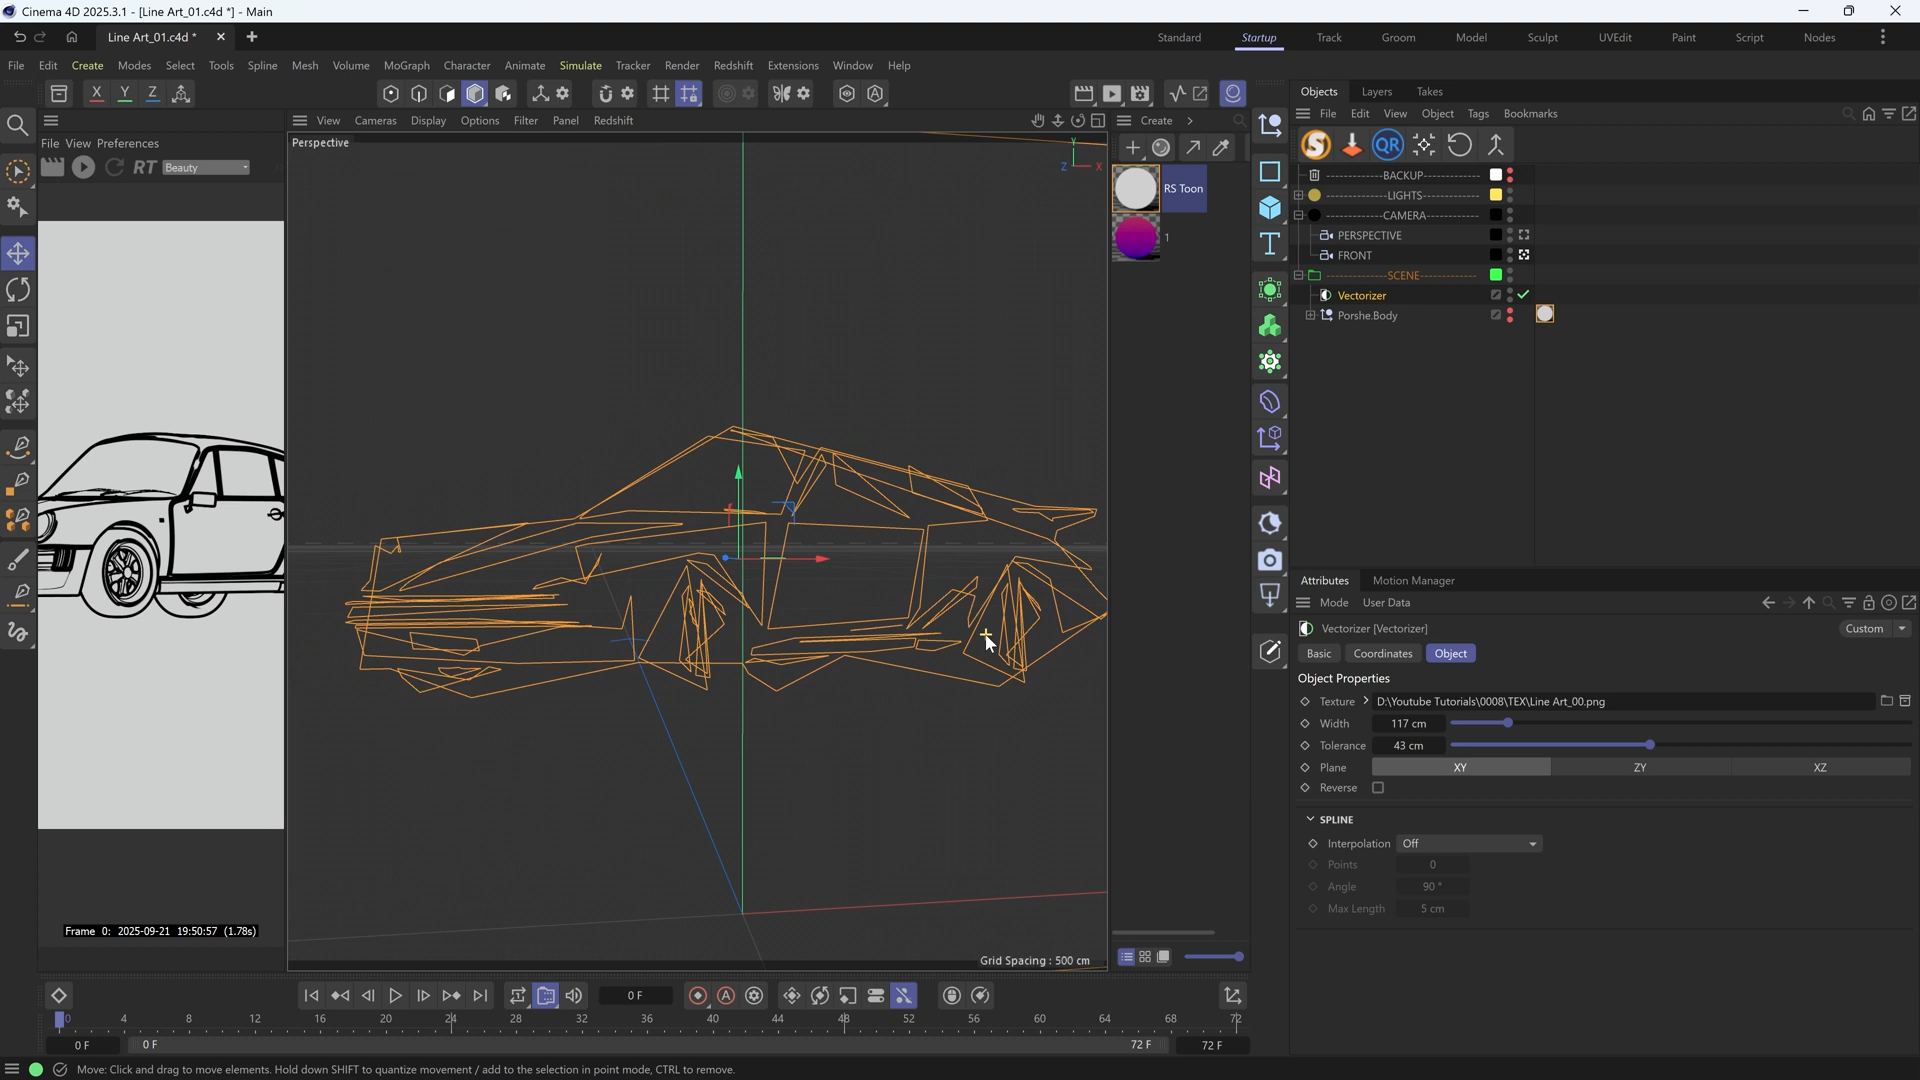 Cinema 4D 2025.3.1 - [Line Art_01.c4d *] - Main
Line Art_01.c4d *
Standard
Startup
Track
Groom
Model
Sculpt
UVEdit
Paint
Script
Nodes
File Edit Create Modes Select Tools Spline Mesh Volume MoGraph Character Animate Simulate Tracker Render Redshift Extensions Window Help
X Y Z
File View Preferences
RT Beauty
View Cameras Display Options Filter Panel Redshift
Perspective
Y
Z X
Grid Spacing : 500 cm
Frame 0: 2025-09-21 19:50:57 (1.78s)
Create
RS Toon
1
Objects Layers Takes
File Edit View Object Tags Bookmarks
S QR
--------------BACKUP------------
--------------LIGHTS------------
--------------CAMERA-----------
PERSPECTIVE
FRONT
--------------SCENE-------------
Vectorizer
Porshe.Body
Attributes Motion Manager
Mode User Data
Vectorizer [Vectorizer]
Custom
Basic Coordinates Object
Object Properties
Texture D:\Youtube Tutorials\0008\TEX\Line Art_00.png
Width 117 cm
Tolerance 43 cm
Plane XY ZY XZ
Reverse
SPLINE
Interpolation Off
Points 0
Angle 90 °
Max Length 5 cm
0 F
0 4 8 12 16 20 24 28 32 36 40 44 48 52 56 60 64 68 72
0 F 0 F 72 F 72 F
Move: Click and drag to move elements. Hold down SHIFT to quantize movement / add to the selection in point mode, CTRL to remove.